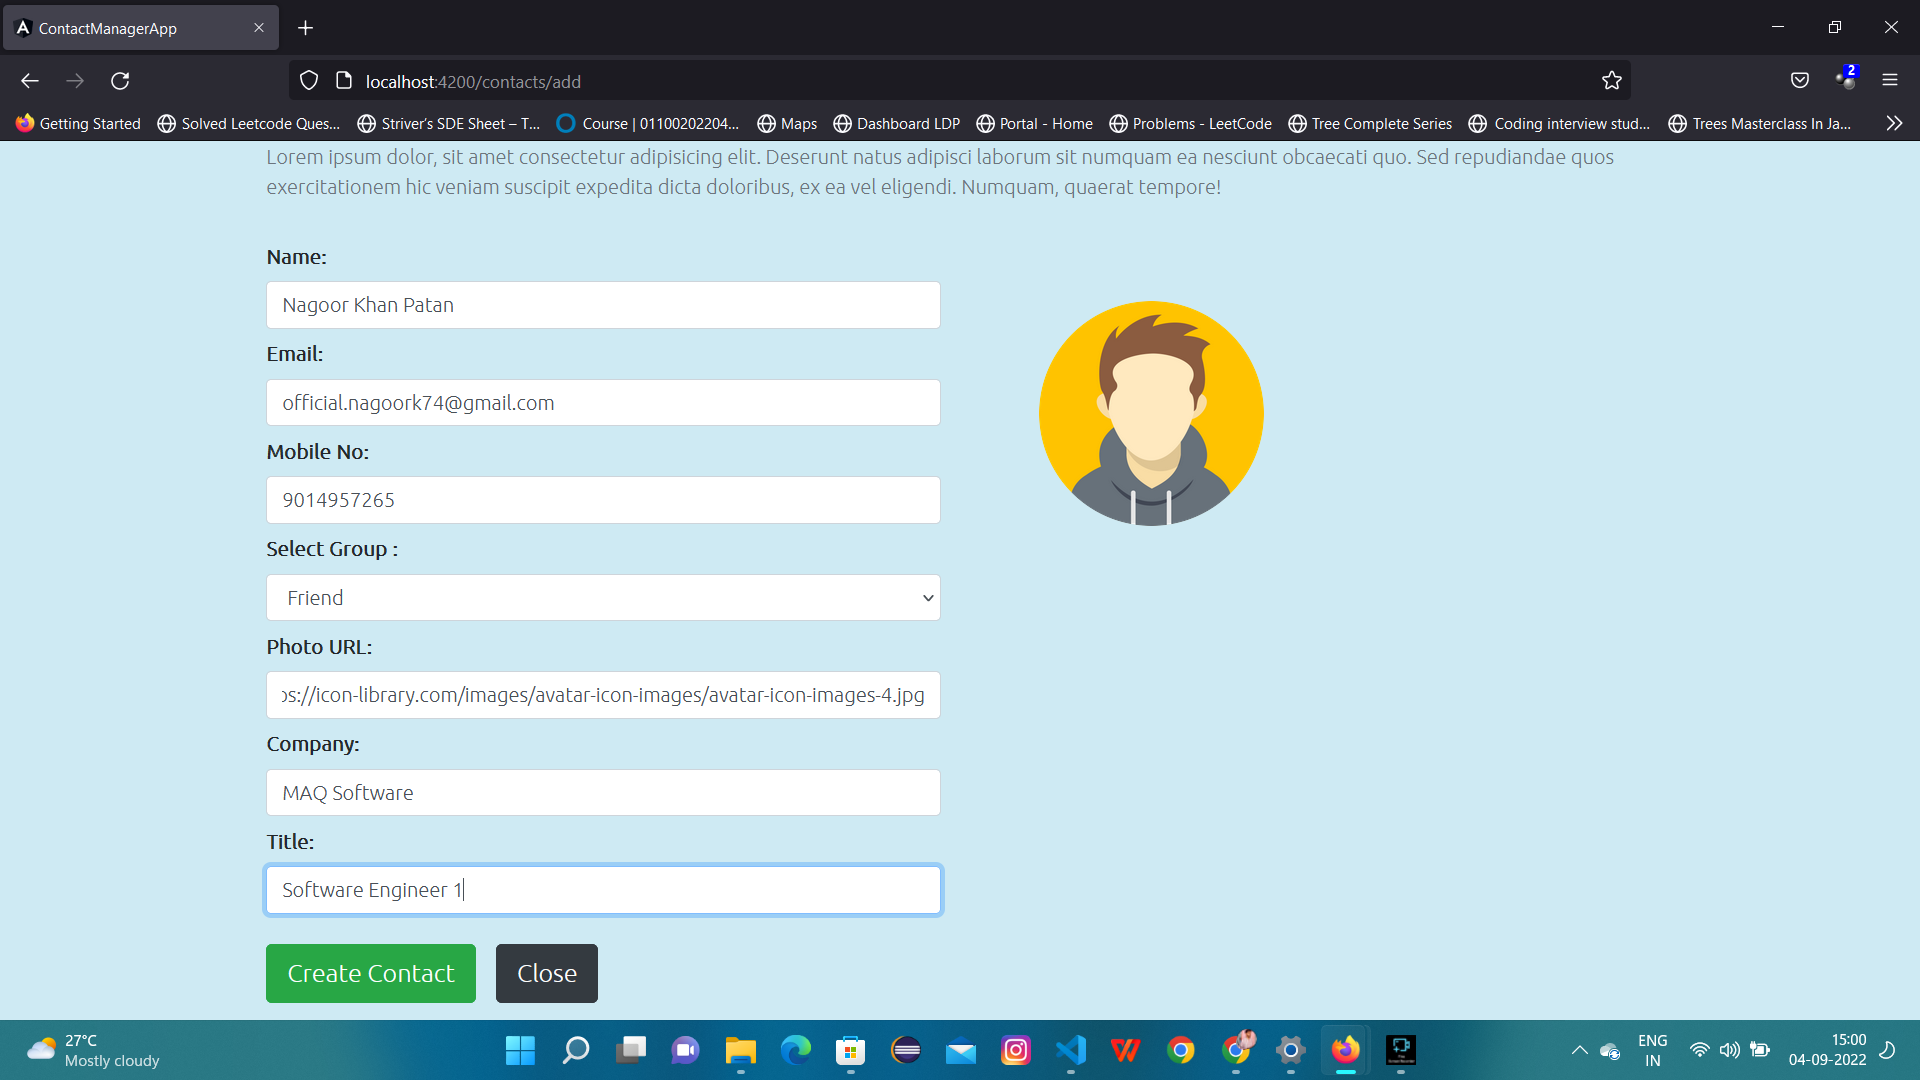 ContactManagerApp
localhost:4200/contacts/add
2
Getting Started Solved Leetcode Ques... Striver's SDE Sheet – T... Course | 01100202204... Maps Dashboard LDP Portal - Home Problems - LeetCode Tree Complete Series Coding interview stud... Trees Masterclass In Ja...
Lorem ipsum dolor, sit amet consectetur adipisicing elit. Deserunt natus adipisci laborum sit numquam ea nesciunt obcaecati quo. Sed repudiandae quos
exercitationem hic veniam suscipit expedita dicta doloribus, ex ea vel eligendi. Numquam, quaerat tempore!
Name:
Nagoor Khan Patan
Email:
official.nagoork74@gmail.com
Mobile No:
9014957265
Select Group :
Friend
Photo URL:
os://icon-library.com/images/avatar-icon-images/avatar-icon-images-4.jpg
Company:
MAQ Software
Title:
Software Engineer 1
Create Contact Close
27°C
Mostly cloudy
ENG
IN
15:00
04-09-2022